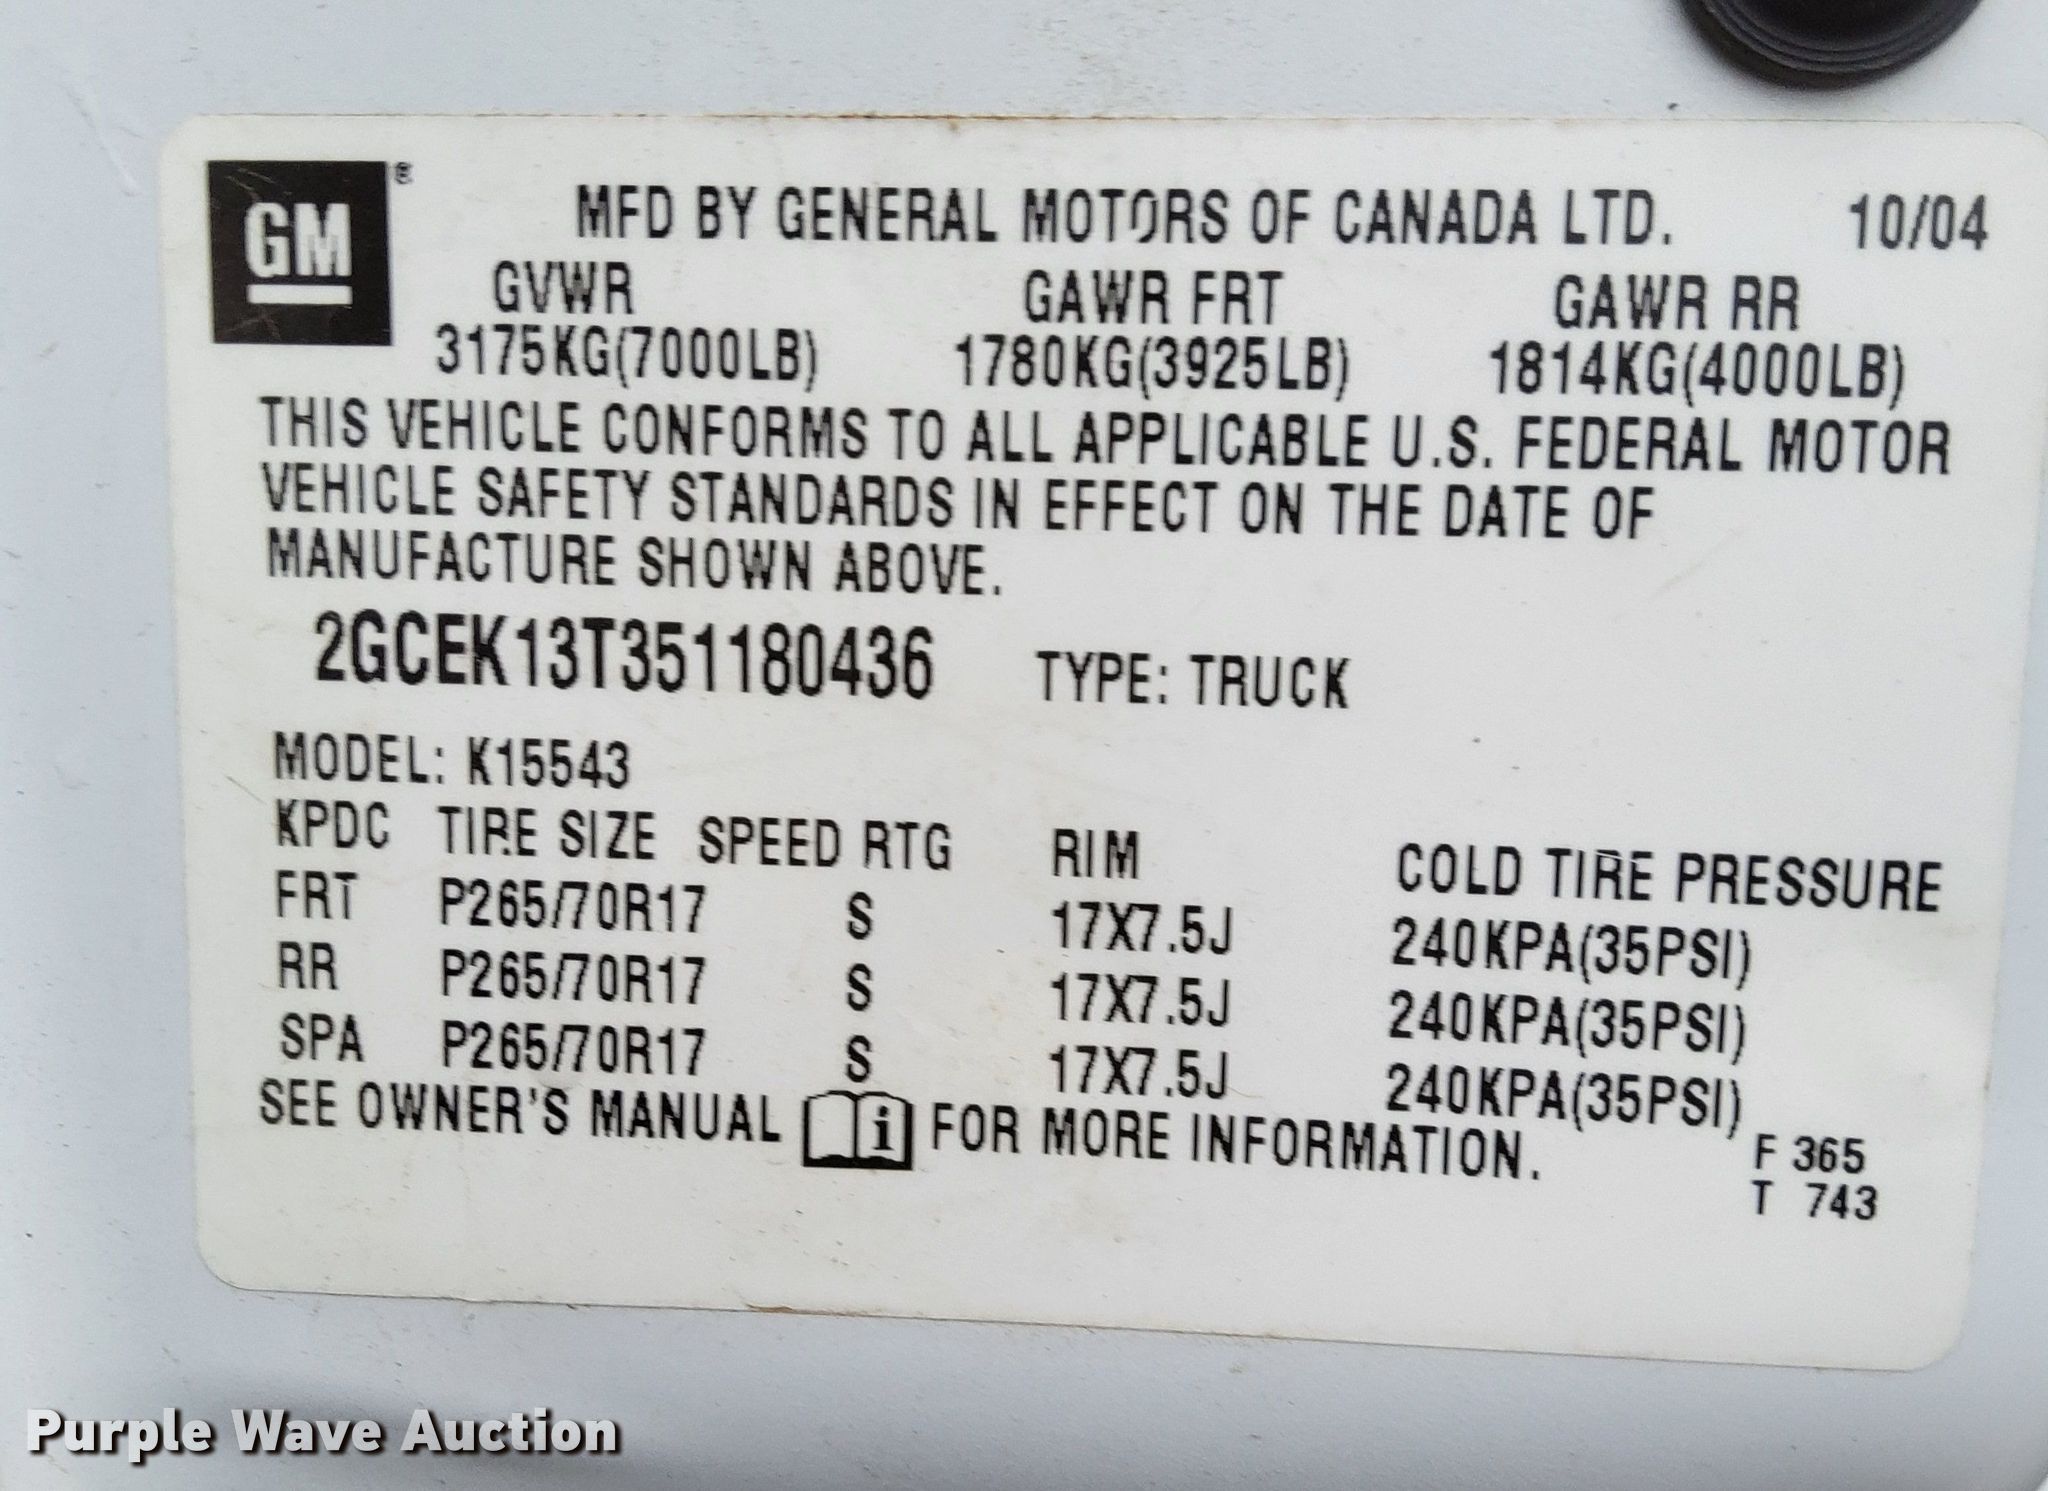 GM®
MFD BY GENERAL MOTORS OF CANADA LTD. 10/04
GVWR GAWR FRT GAWR RR
3175KG(7000LB) 1780KG(3925LB) 1814KG(4000LB)
THIS VEHICLE CONFORMS TO ALL APPLICABLE U.S. FEDERAL MOTOR
VEHICLE SAFETY STANDARDS IN EFFECT ON THE DATE OF
MANUFACTURE SHOWN ABOVE.
2GCEK13T351180436 TYPE: TRUCK
MODEL: K15543
KPDC TIRE SIZE SPEED RTG RIM COLD TIRE PRESSURE
FRT P265/70R17 S 17X7.5J 240KPA(35PSI)
RR P265/70R17 S 17X7.5J 240KPA(35PSI)
SPA P265/70R17 S 17X7.5J 240KPA(35PSI)
SEE OWNER'S MANUAL i FOR MORE INFORMATION.
F 365
T 743
Purple Wave Auction